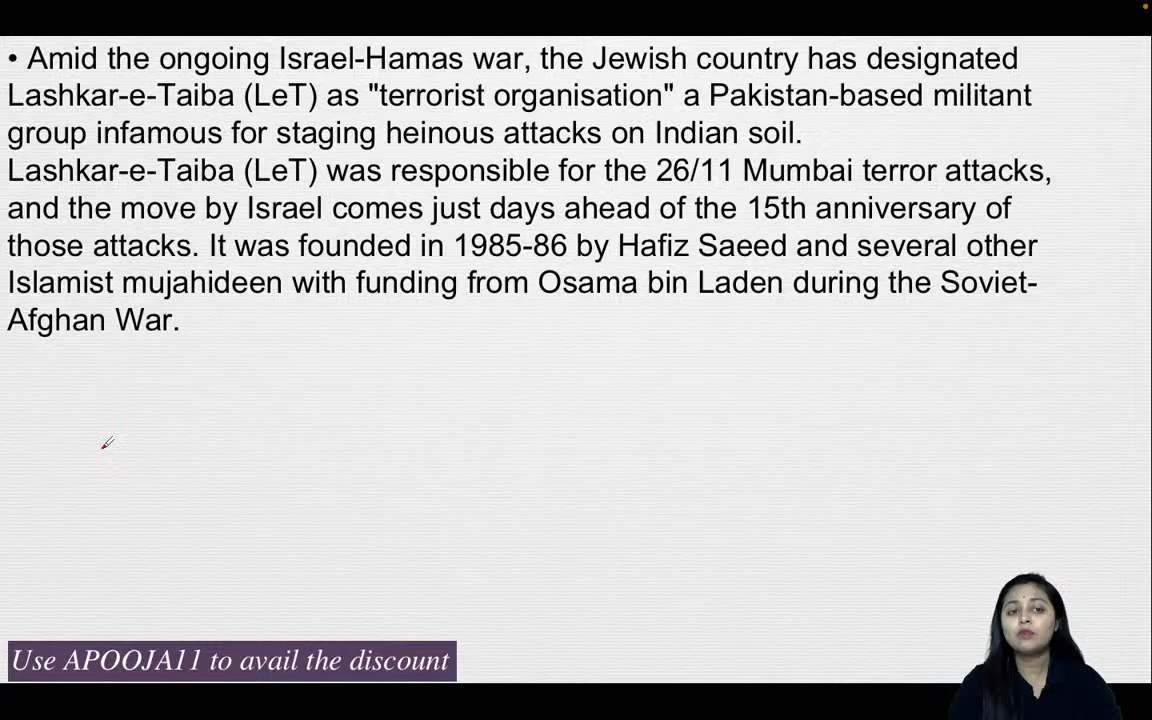 • Amid the ongoing Israel-Hamas war, the Jewish country has designated
Lashkar-e-Taiba (LeT) as "terrorist organisation" a Pakistan-based militant
group infamous for staging heinous attacks on Indian soil.
Lashkar-e-Taiba (LeT) was responsible for the 26/11 Mumbai terror attacks,
and the move by Israel comes just days ahead of the 15th anniversary of
those attacks. It was founded in 1985-86 by Hafiz Saeed and several other
Islamist mujahideen with funding from Osama bin Laden during the Soviet-
Afghan War.
Use APOOJA11 to avail the discount